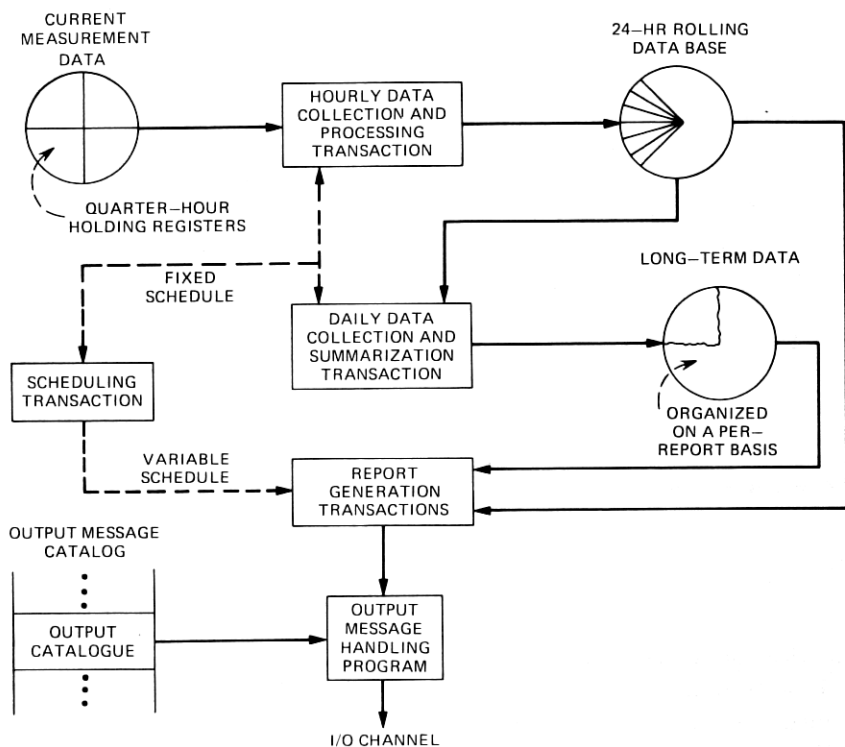 CURRENT
MEASUREMENT
DATA
24–HR ROLLING
DATA BASE
HOURLY DATA
COLLECTION AND
PROCESSING
TRANSACTION
QUARTER–HOUR
HOLDING REGISTERS
FIXED
SCHEDULE
LONG–TERM DATA
DAILY DATA
COLLECTION AND
SUMMARIZATION
TRANSACTION
SCHEDULING
TRANSACTION
ORGANIZED
ON A PER–
REPORT BASIS
VARIABLE
SCHEDULE
REPORT
GENERATION
TRANSACTIONS
OUTPUT MESSAGE
CATALOG
OUTPUT
CATALOGUE
OUTPUT
MESSAGE
HANDLING
PROGRAM
I/O CHANNEL